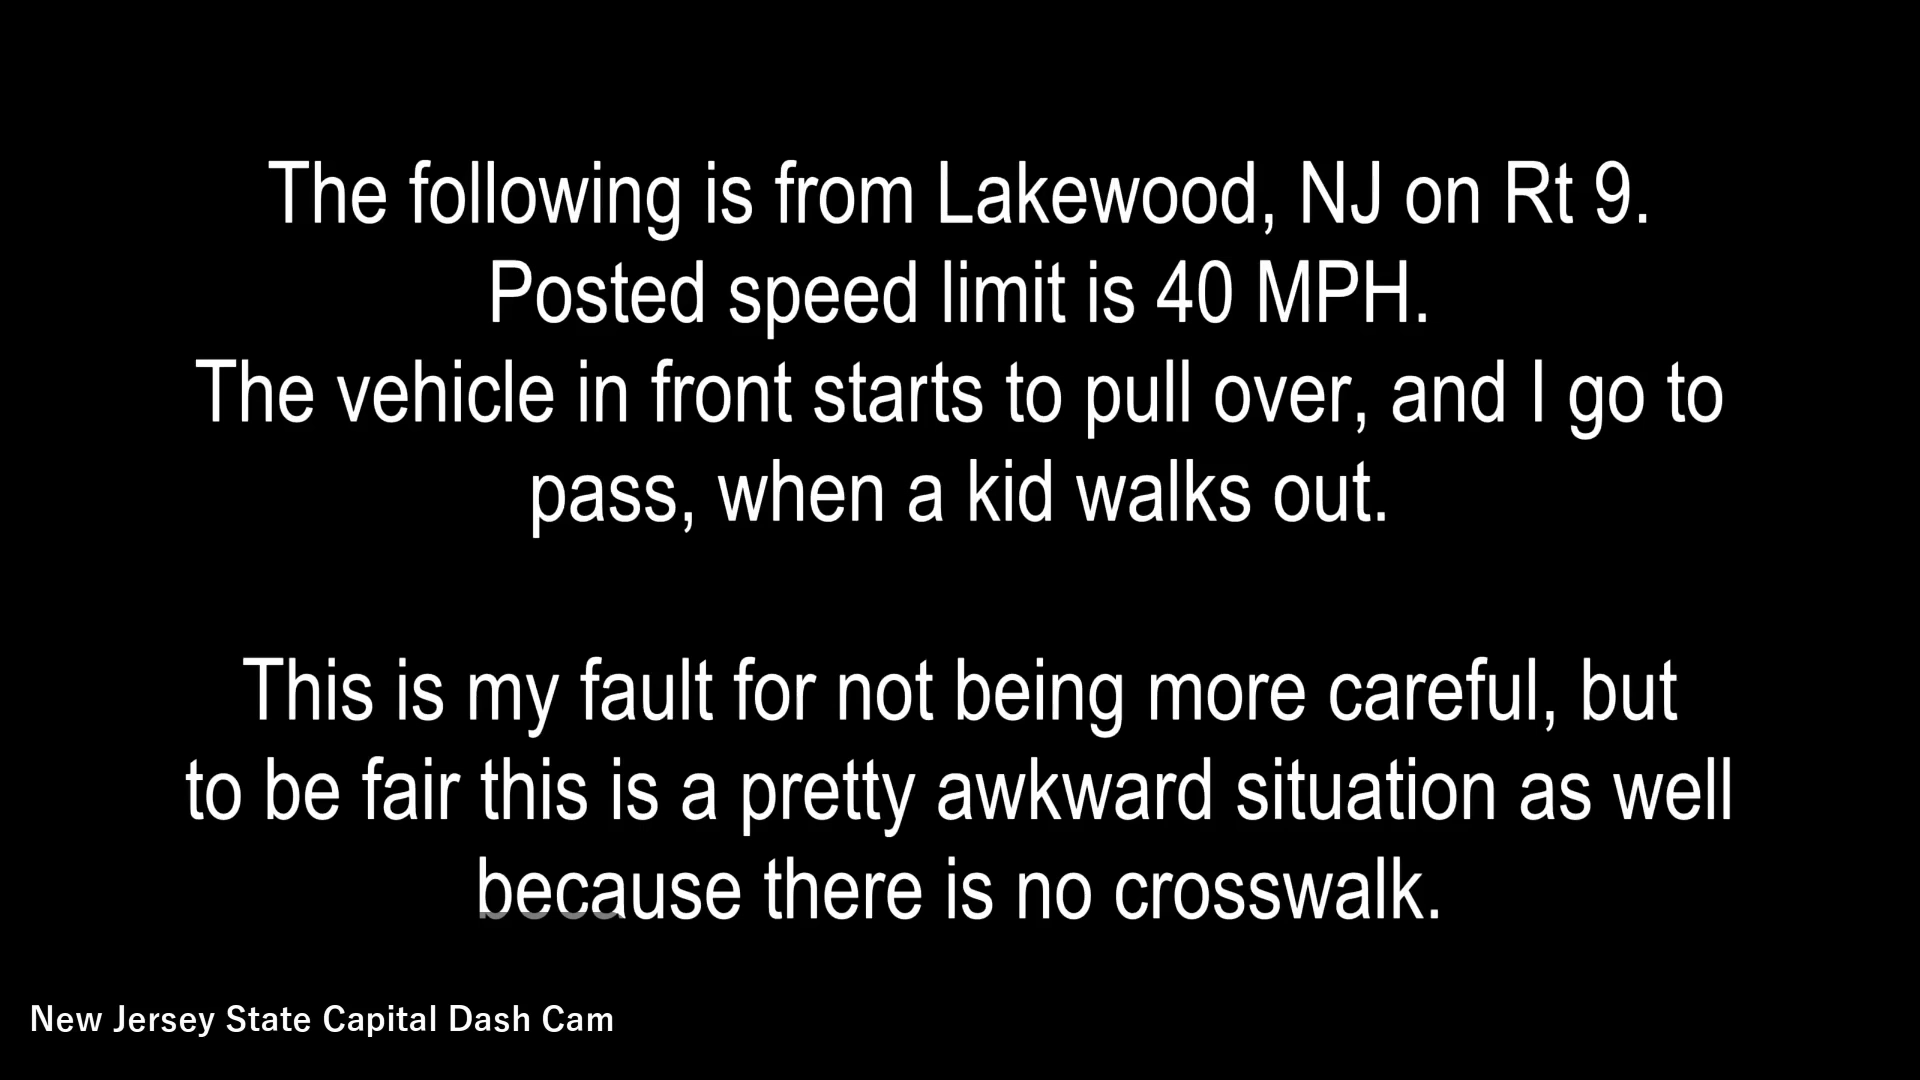 The following is from Lakewood, NJ on Rt 9.
Posted speed limit is 40 MPH.
The vehicle in front starts to pull over, and I go to
pass, when a kid walks out.
This is my fault for not being more careful, but
to be fair this is a pretty awkward situation as well
because there is no crosswalk.
New Jersey State Capital Dash Cam